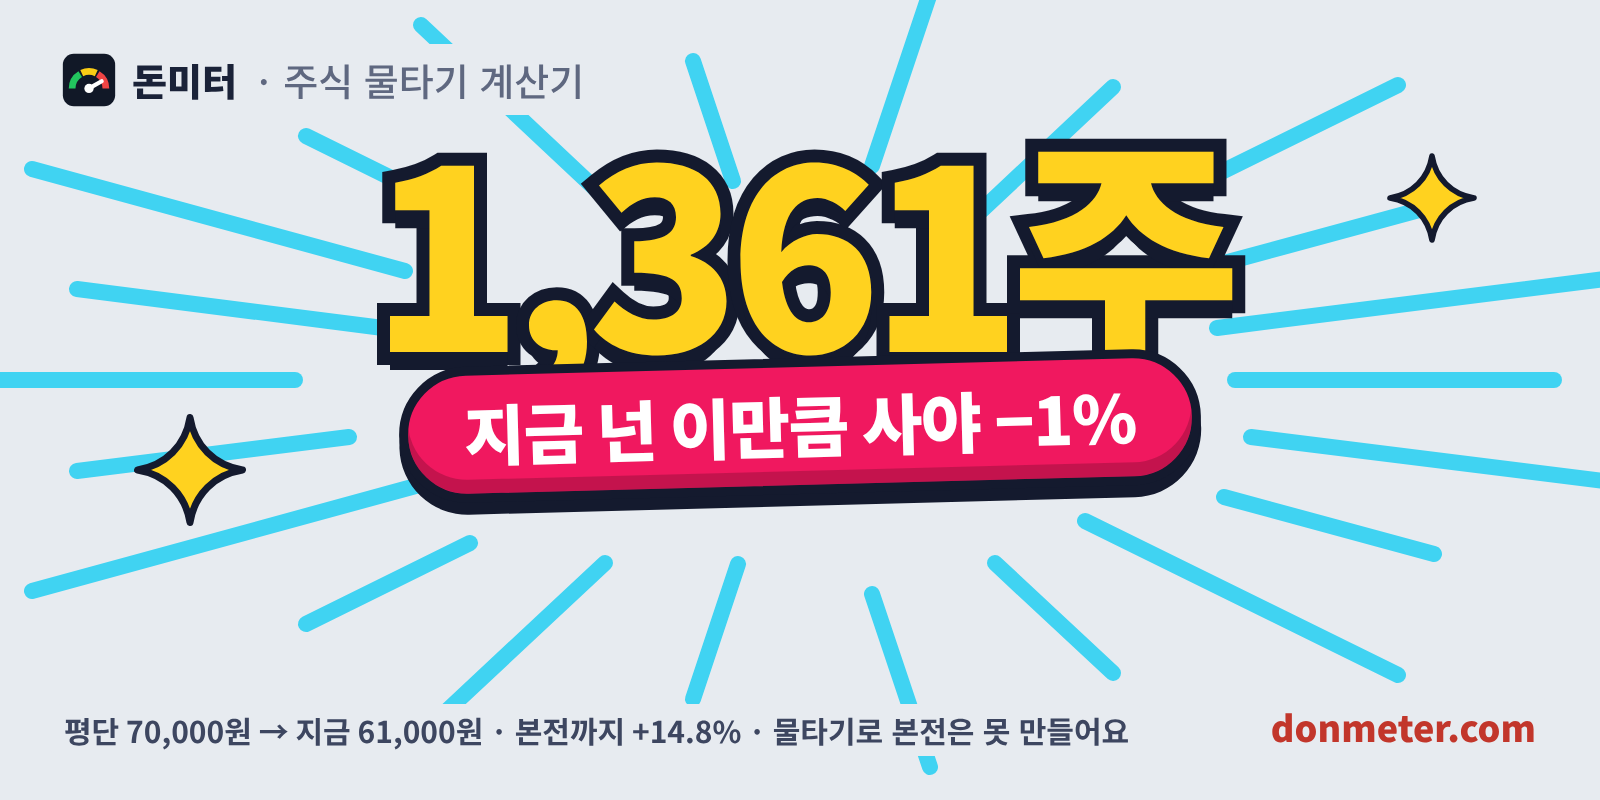 돈미터 · 주식 물타기 계산기
1,361주
지금 넌 이만큼 사야 −1%
평단 70,000원 → 지금 61,000원 · 본전까지 +14.8% · 물타기로 본전은 못 만들어요
donmeter.com